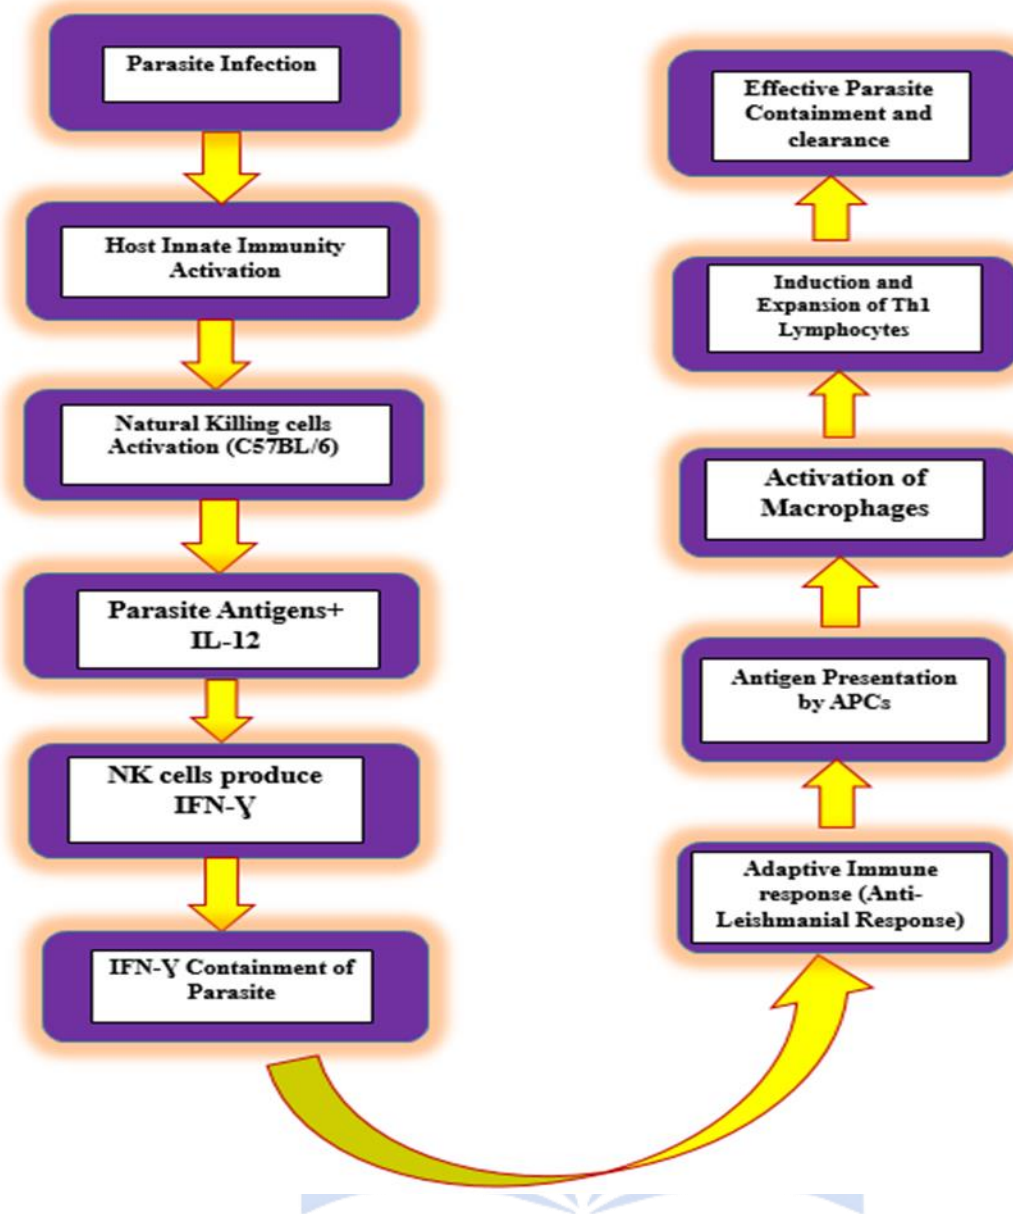 Parasite Infection
Host Innate Immunity
Activation
Natural Killing cells
Activation (C57BL/6)
Parasite Antigens+
IL-12
NK cells produce
IFN-Ɣ
IFN-Ɣ Containment of
Parasite
Adaptive Immune
response (Anti-
Leishmanial Response)
Antigen Presentation
by APCs
Activation of
Macrophages
Induction and
Expansion of Th1
Lymphocytes
Effective Parasite
Containment and
clearance